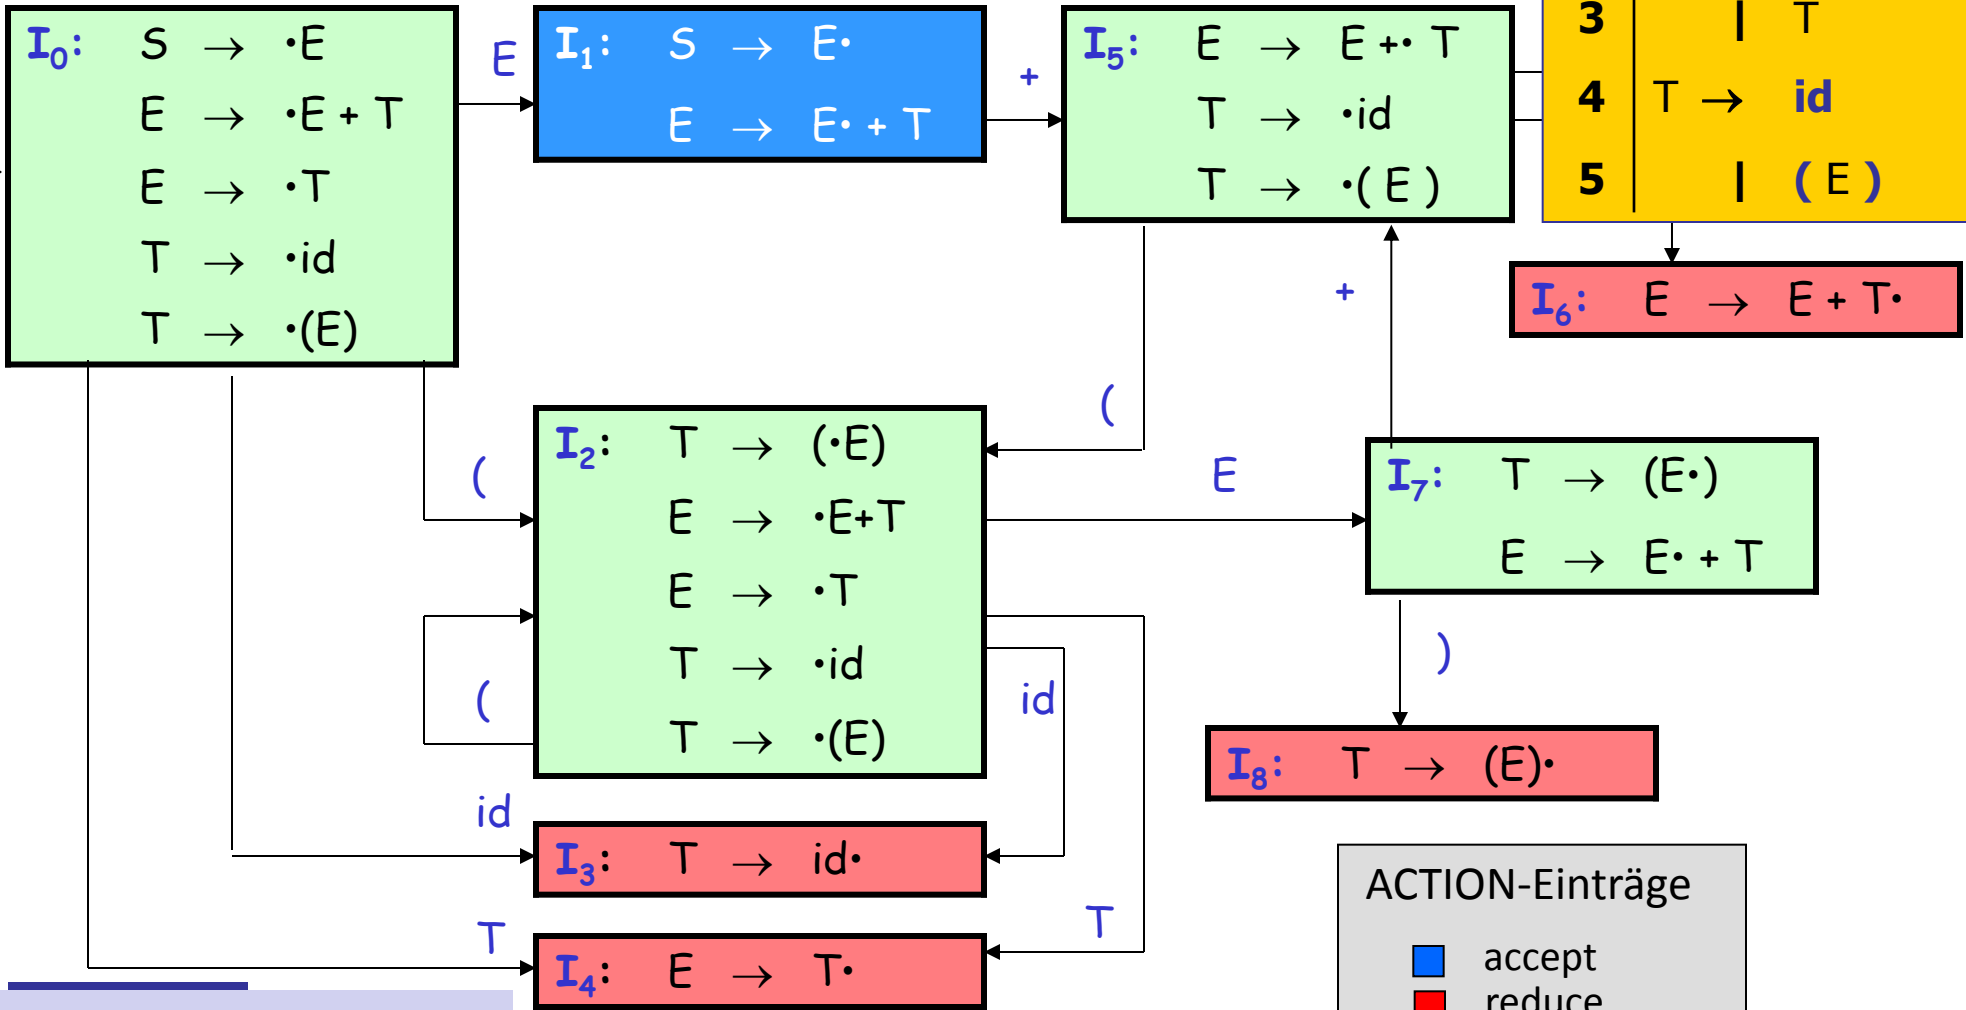 I0: S → ·E
E → ·E + T
E → ·T
T → ·id
T → ·(E)
E
I1: S → E·
E → E· + T
+
I5: E → E +· T
T → ·id
T → ·( E )
3 | T
4 T → id
5 | ( E )
+
I6: E → E + T·
(
(
I2: T → (·E)
E → ·E+T
E → ·T
T → ·id
T → ·(E)
E
I7: T → (E·)
E → E· + T
(
id
)
I8: T → (E)·
id
I3: T → id·
T
T
I4: E → T·
ACTION-Einträge
accept
reduce